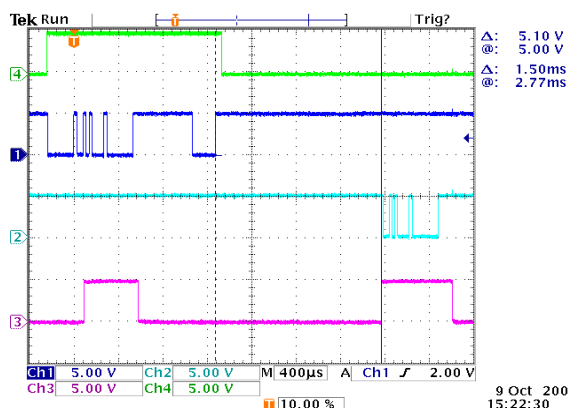 Tek Run Trig?
T
T
Δ: 5.10 V
@: 5.00 V
Δ: 1.50ms
@: 2.77ms
4
1
2
3
Ch1 5.00 V Ch2 5.00 V M 400µs A Ch1 2.00 V
Ch3 5.00 V Ch4 5.00 V
T 10.00 %
9 Oct 200
15:22:30